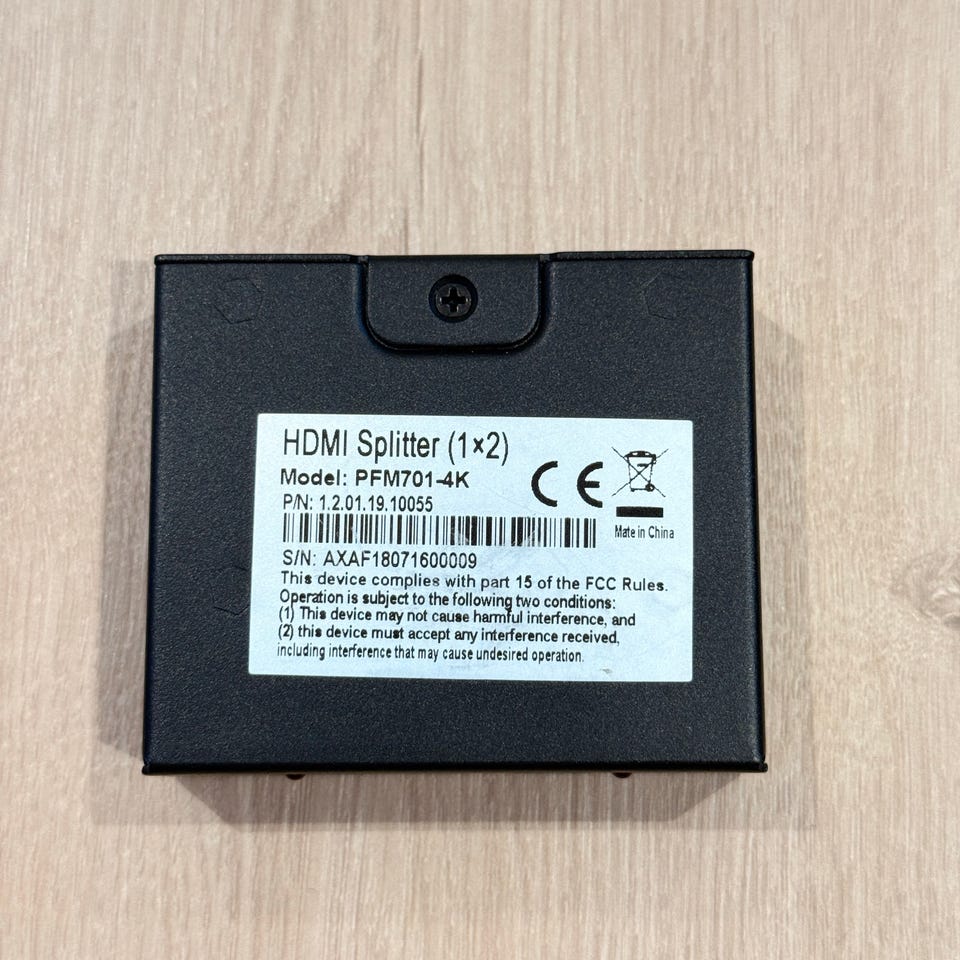 HDMI Splitter (1×2)
Model: PFM701-4K
P/N: 1.2.01.19.10055
CE
Made in China
S/N: AXAF18071600009
This device complies with part 15 of the FCC Rules.
Operation is subject to the following two conditions:
(1) This device may not cause harmful interference, and
(2) this device must accept any interference received,
including interference that may cause undesired operation.